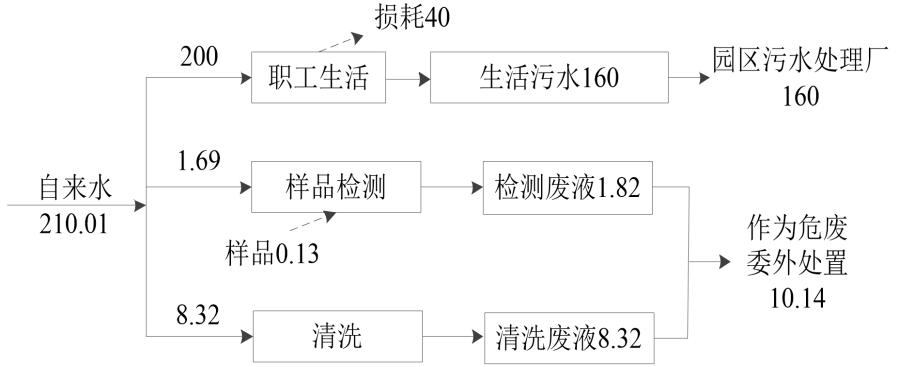 损耗40
200
职工生活
生活污水160
园区污水处理厂
160
自来水
210.01
1.69
样品检测
检测废液1.82
样品0.13
作为危废
委外处置
10.14
8.32
清洗
清洗废液8.32